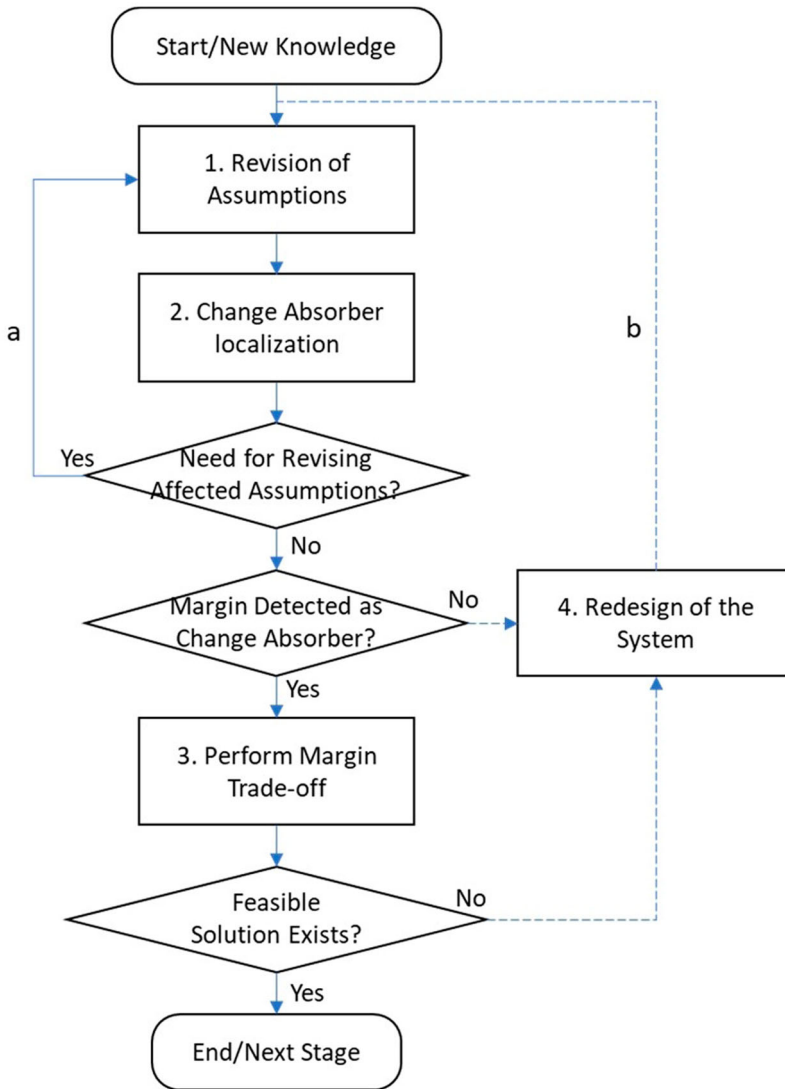 Start/New Knowledge
1. Revision of
Assumptions
2. Change Absorber
localization
a
b
Yes
Need for Revising
Affected Assumptions?
No
Margin Detected as
Change Absorber?
No
4. Redesign of the
System
Yes
3. Perform Margin
Trade-off
Feasible
Solution Exists?
No
Yes
End/Next Stage